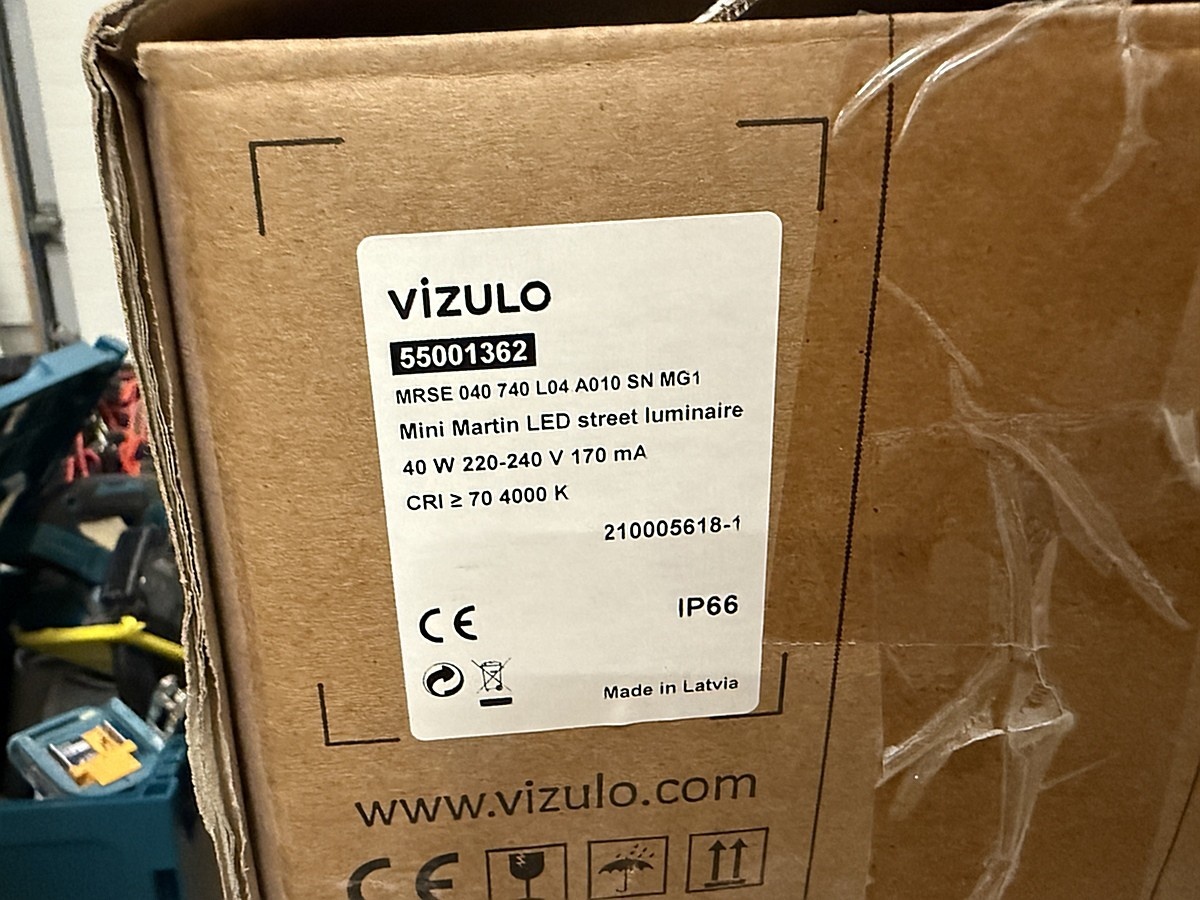 vizulo
55001362
MRSE 040 740 L04 A010 SN MG1
Mini Martin LED street luminaire
40 W 220-240 V 170 mA
CRI ≥ 70 4000 K
210005618-1
CE
IP66
Made in Latvia
www.vizulo.com
CE